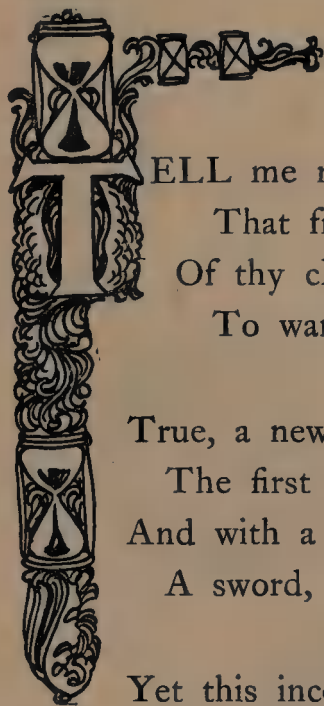 TELL me
That
Of thy
To
True, a new
The first
And with a
A sword,
Yet this